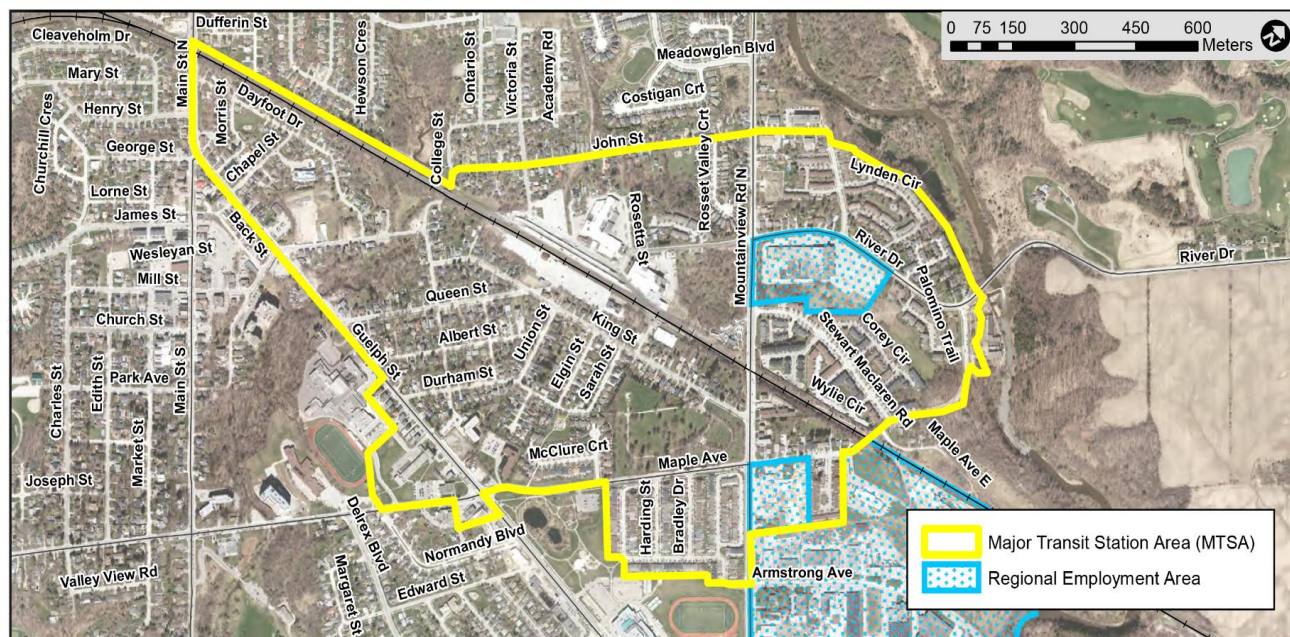 Cleaveholm Dr
Dufferin St
Main St N
Mary St
Henry St
Morris St
Dayfoot Dr
Hewson Cres
Ontario St
Victoria St
Academy Rd
Meadowglen Blvd
Costigan Crt
0 75 150 300 450 600
Meters
N
Churchill Cres
George St
Chapel St
College St
John St
Rosset Valley Crt
Mountainview Rd N
Lynden Cir
Lorne St
James St
Back St
Wesleyan St
Mill St
Rosetta St
River Dr
River Dr
Palomino Trail
Queen St
Church St
Albert St
Union St
King St
Stewart Maclaren Rd
Corey Cir
Guelph St
Elgin St
Sarah St
Durham St
Wylie Cir
Charles St
Edith St
Park Ave
Market St
Main St S
McClure Crt
Maple Ave
Maple Ave E
Joseph St
Harding St
Bradley Dr
Delrex Blvd
Normandy Blvd
Valley View Rd
Margaret St
Edward St
Armstrong Ave
Major Transit Station Area (MTSA)
Regional Employment Area